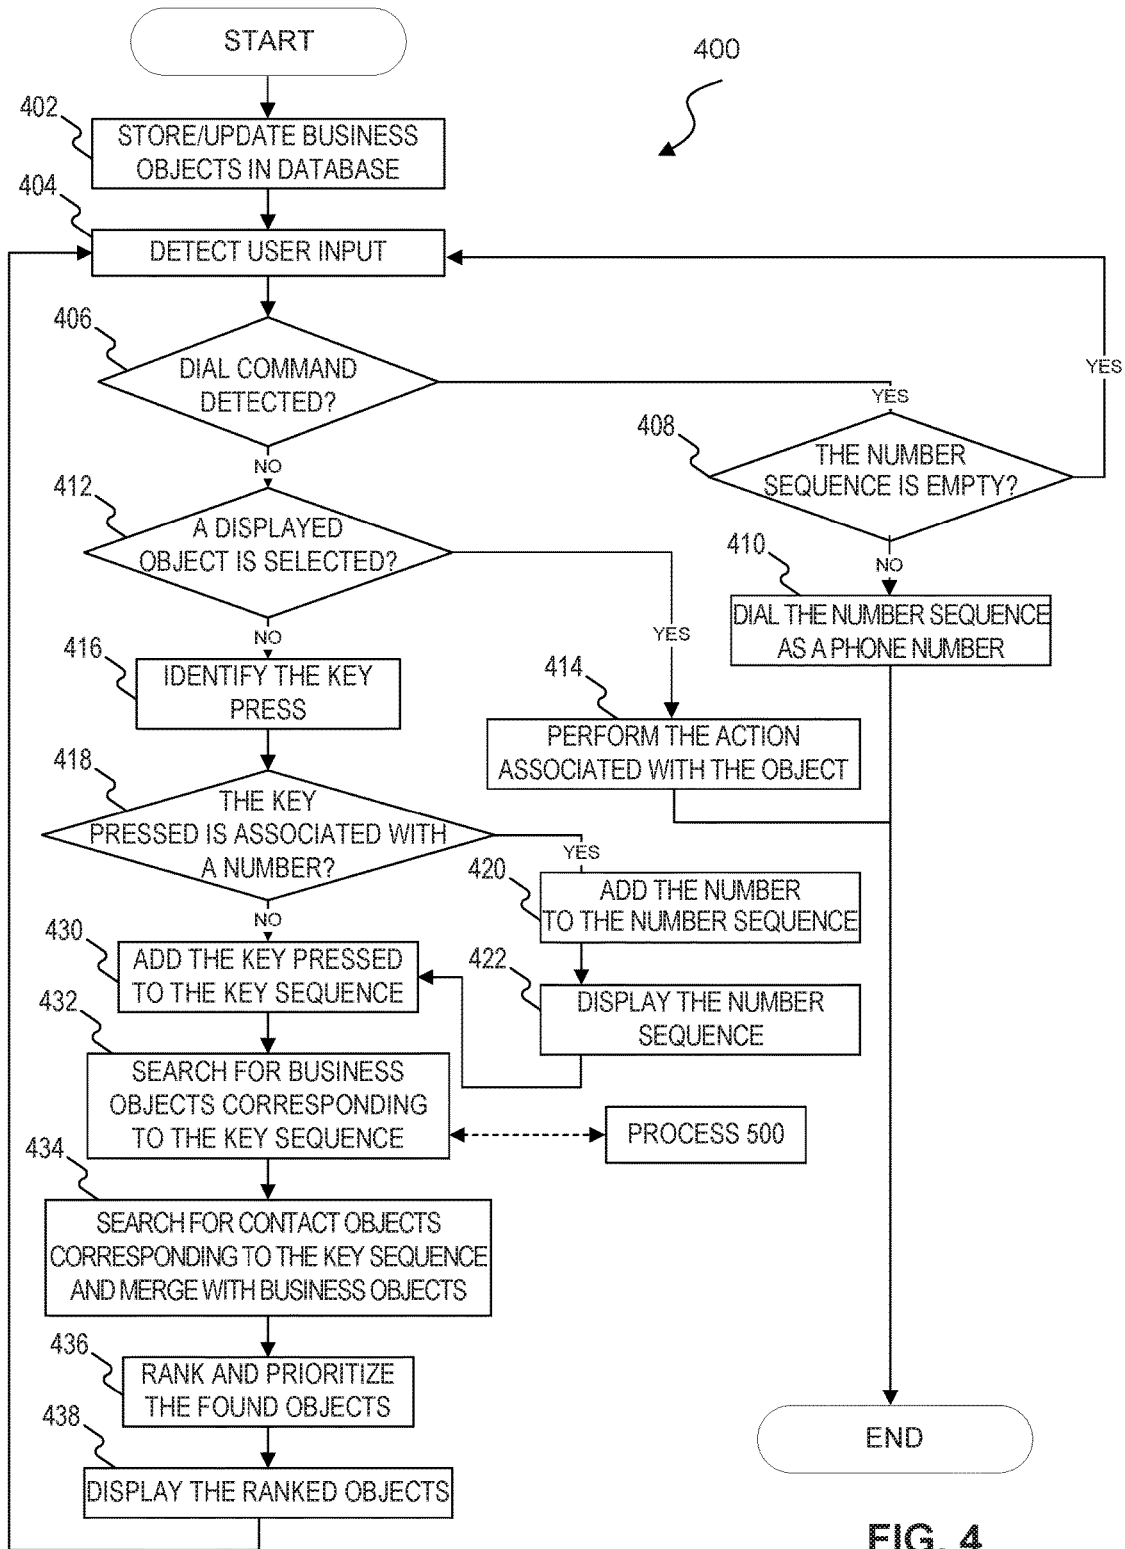 START
400
402
STORE/UPDATE BUSINESS
OBJECTS IN DATABASE
404
DETECT USER INPUT
406
DIAL COMMAND
DETECTED?
YES
YES
408
THE NUMBER
SEQUENCE IS EMPTY?
NO
412
A DISPLAYED
OBJECT IS SELECTED?
410
NO
DIAL THE NUMBER SEQUENCE
AS A PHONE NUMBER
NO
YES
416
IDENTIFY THE KEY
PRESS
414
PERFORM THE ACTION
ASSOCIATED WITH THE OBJECT
418
THE KEY
PRESSED IS ASSOCIATED WITH
A NUMBER?
YES
420
ADD THE NUMBER
TO THE NUMBER SEQUENCE
NO
430
ADD THE KEY PRESSED
TO THE KEY SEQUENCE
422
DISPLAY THE NUMBER
SEQUENCE
432
SEARCH FOR BUSINESS
OBJECTS CORRESPONDING
TO THE KEY SEQUENCE
PROCESS 500
434
SEARCH FOR CONTACT OBJECTS
CORRESPONDING TO THE KEY SEQUENCE
AND MERGE WITH BUSINESS OBJECTS
436
RANK AND PRIORITIZE
THE FOUND OBJECTS
438
DISPLAY THE RANKED OBJECTS
END
FIG. 4